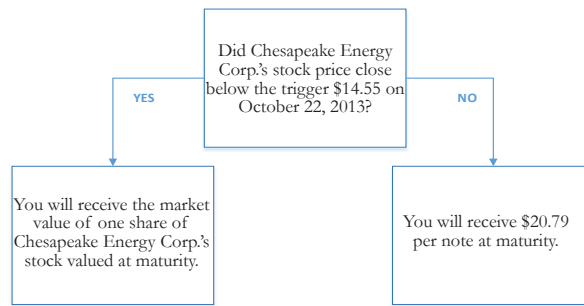 Did Chesapeake Energy
Corp.'s stock price close
below the trigger $14.55 on
October 22, 2013?
YES
NO
You will receive the market
value of one share of
Chesapeake Energy Corp.'s
stock valued at maturity.
You will receive $20.79
per note at maturity.